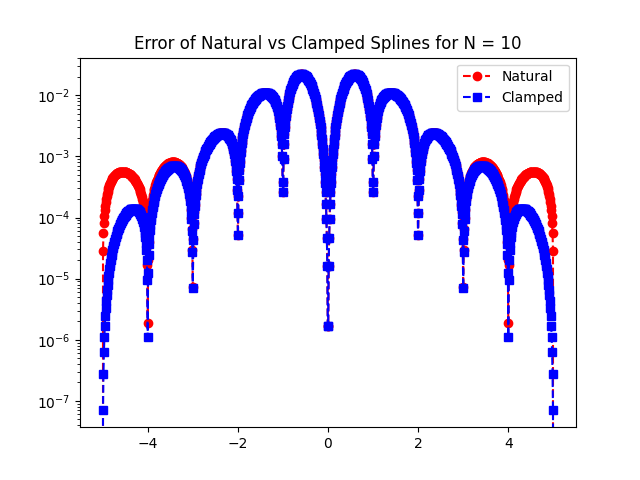 Error of Natural vs Clamped Splines for N = 10
Natural
Clamped
10⁻²
10⁻³
10⁻⁴
10⁻⁵
10⁻⁶
10⁻⁷
−4 −2 0 2 4